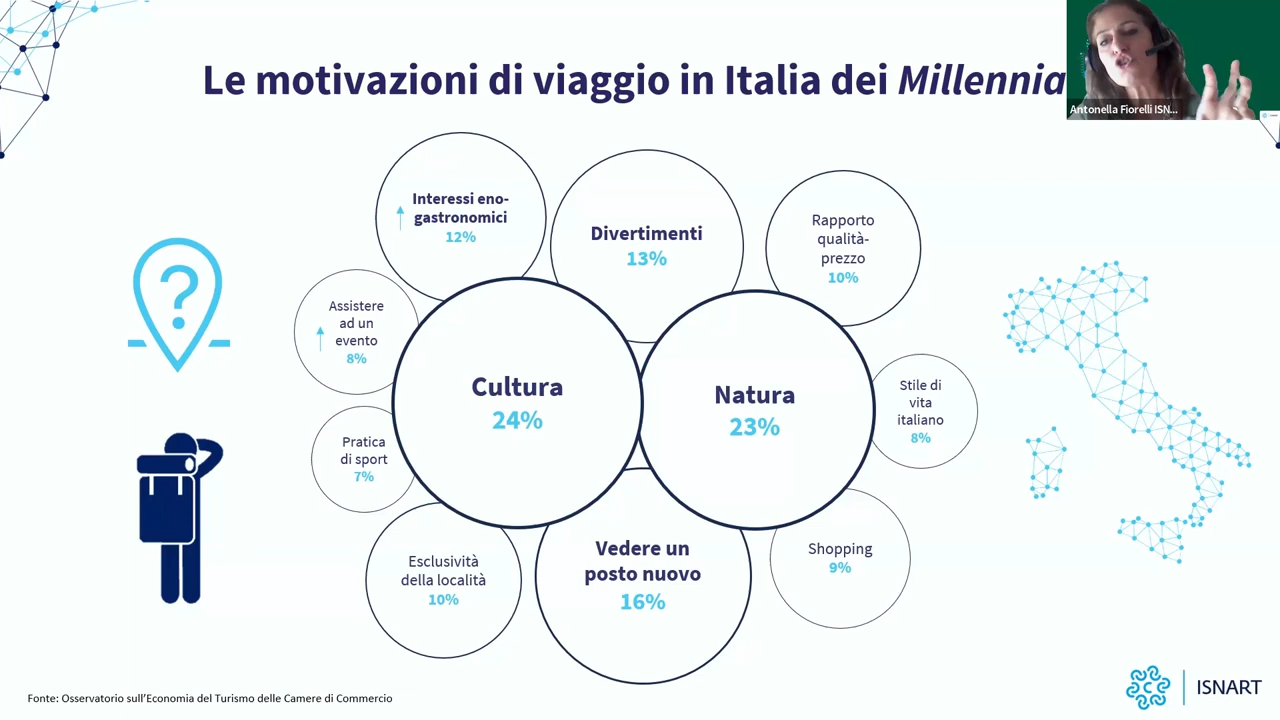 Le motivazioni di viaggio in Italia dei Millennia
Antonella Fiorelli ISN...
Interessi eno-
gastronomici
12%
Divertimenti
13%
Rapporto
qualità-
prezzo
10%
Assistere
ad un
evento
8%
Cultura
24%
Natura
23%
Stile di
vita
italiano
8%
Pratica
di sport
7%
Esclusività
della località
10%
Vedere un
posto nuovo
16%
Shopping
9%
?
Fonte: Osservatorio sull'Economia del Turismo delle Camere di Commercio
ISNART